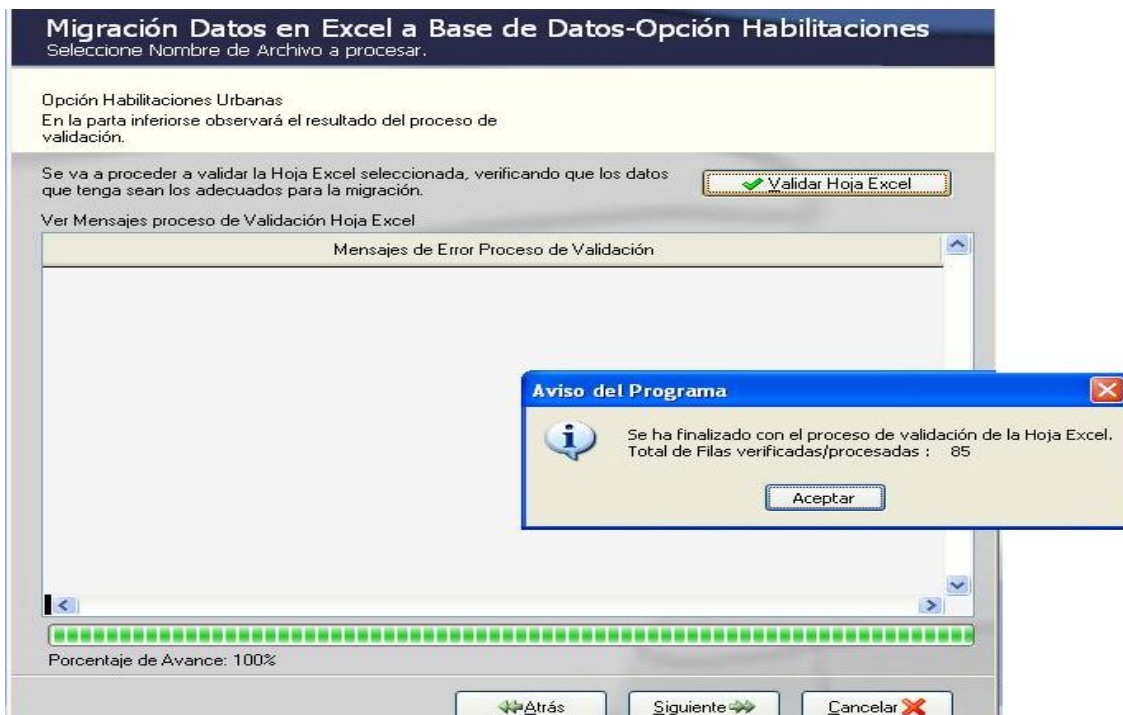 Migración Datos en Excel a Base de Datos-Opción Habilitaciones
Seleccione Nombre de Archivo a procesar.
Opción Habilitaciones Urbanas
En la parta inferiorse observará el resultado del proceso de
validación.
Se va a proceder a validar la Hoja Excel seleccionada, verificando que los datos
que tenga sean los adecuados para la migración.
Validar Hoja Excel
Ver Mensajes proceso de Validación Hoja Excel
Mensajes de Error Proceso de Validación
Aviso del Programa
Se ha finalizado con el proceso de validación de la Hoja Excel.
Total de Filas verificadas/procesadas : 85
Aceptar
Porcentaje de Avance: 100%
Atrás
Siguiente
Cancelar